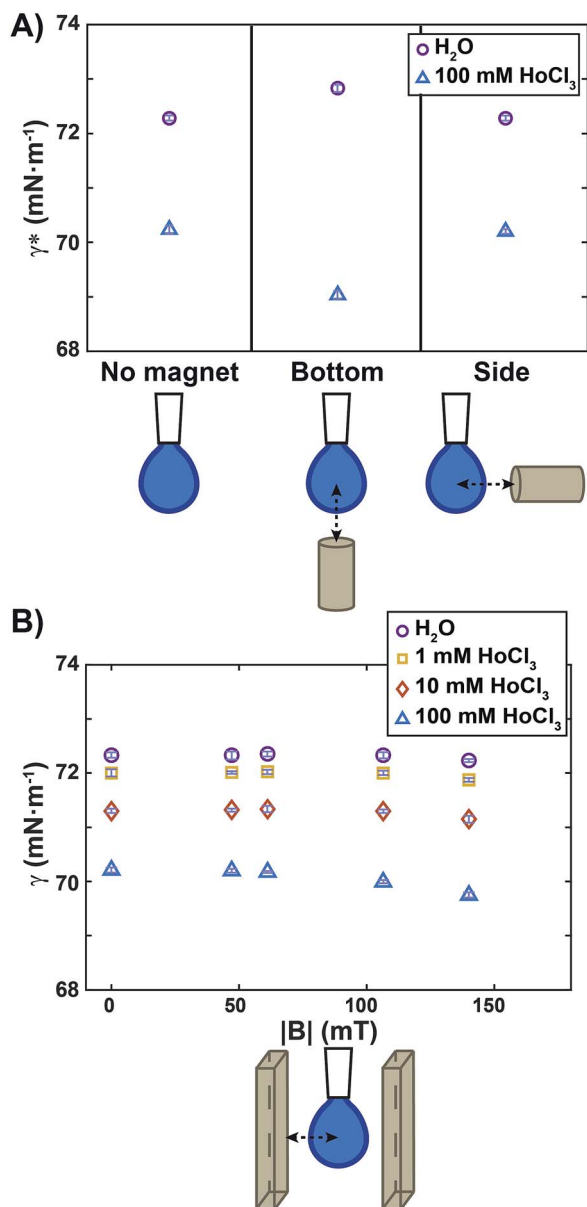 A)
74
72
70
68
γ* (mN·m⁻¹)
H₂O
100 mM HoCl₃
No magnet Bottom Side
B)
H₂O
1 mM HoCl₃
10 mM HoCl₃
100 mM HoCl₃
74
72
70
68
γ (mN·m⁻¹)
0 50 100 150
|B| (mT)